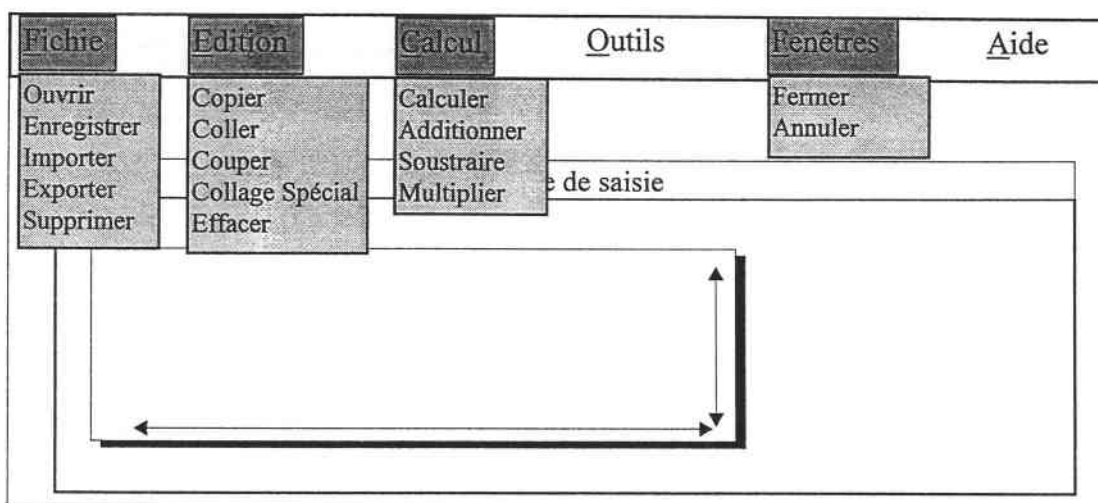 Fichie Edition Calcul Outils Fenêtres Aide
Ouvrir
Enregistrer
Importer
Exporter
Supprimer
Copier
Coller
Couper
Collage Spécial
Effacer
Calculer
Additionner
Soustraire
Multiplier
Fermer
Annuler
e de saisie